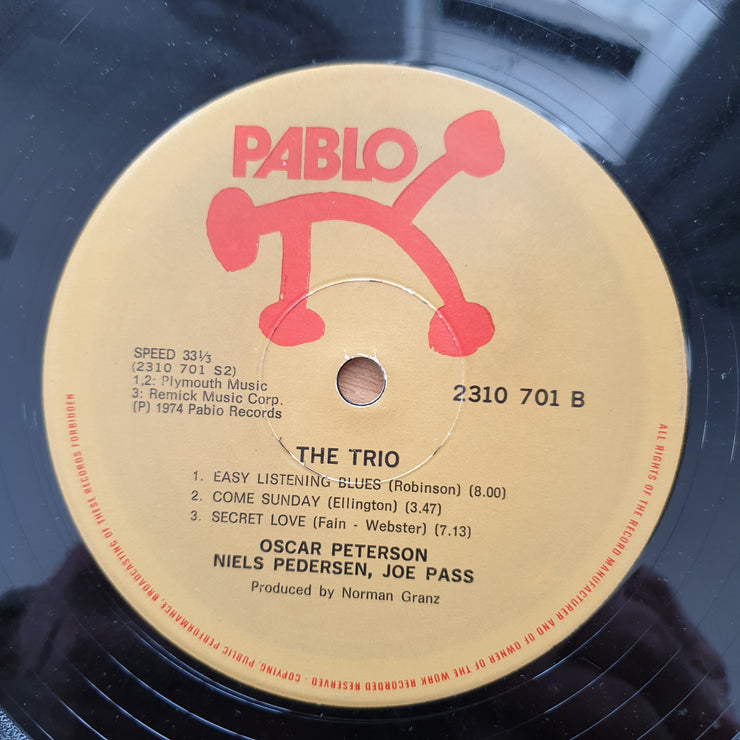 PABLO
SPEED 33⅓
(2310 701 S2)
1,2: Plymouth Music
3: Remick Music Corp.
(P) 1974 Pabio Records
2310 701 B
THE TRIO
1. EASY LISTENING BLUES (Robinson) (8.00)
2. COME SUNDAY (Ellington) (3.47)
3. SECRET LOVE (Fain - Webster) (7.13)
OSCAR PETERSON
NIELS PEDERSEN, JOE PASS
Produced by Norman Granz
ALL RIGHTS OF THE RECORD MANUFACTURER AND OF OWNER OF THE WORK RECORDED RESERVED - COPYING, PUBLIC PERFORMANCE, BROADCASTING OF THESE RECORDS FORBIDDEN